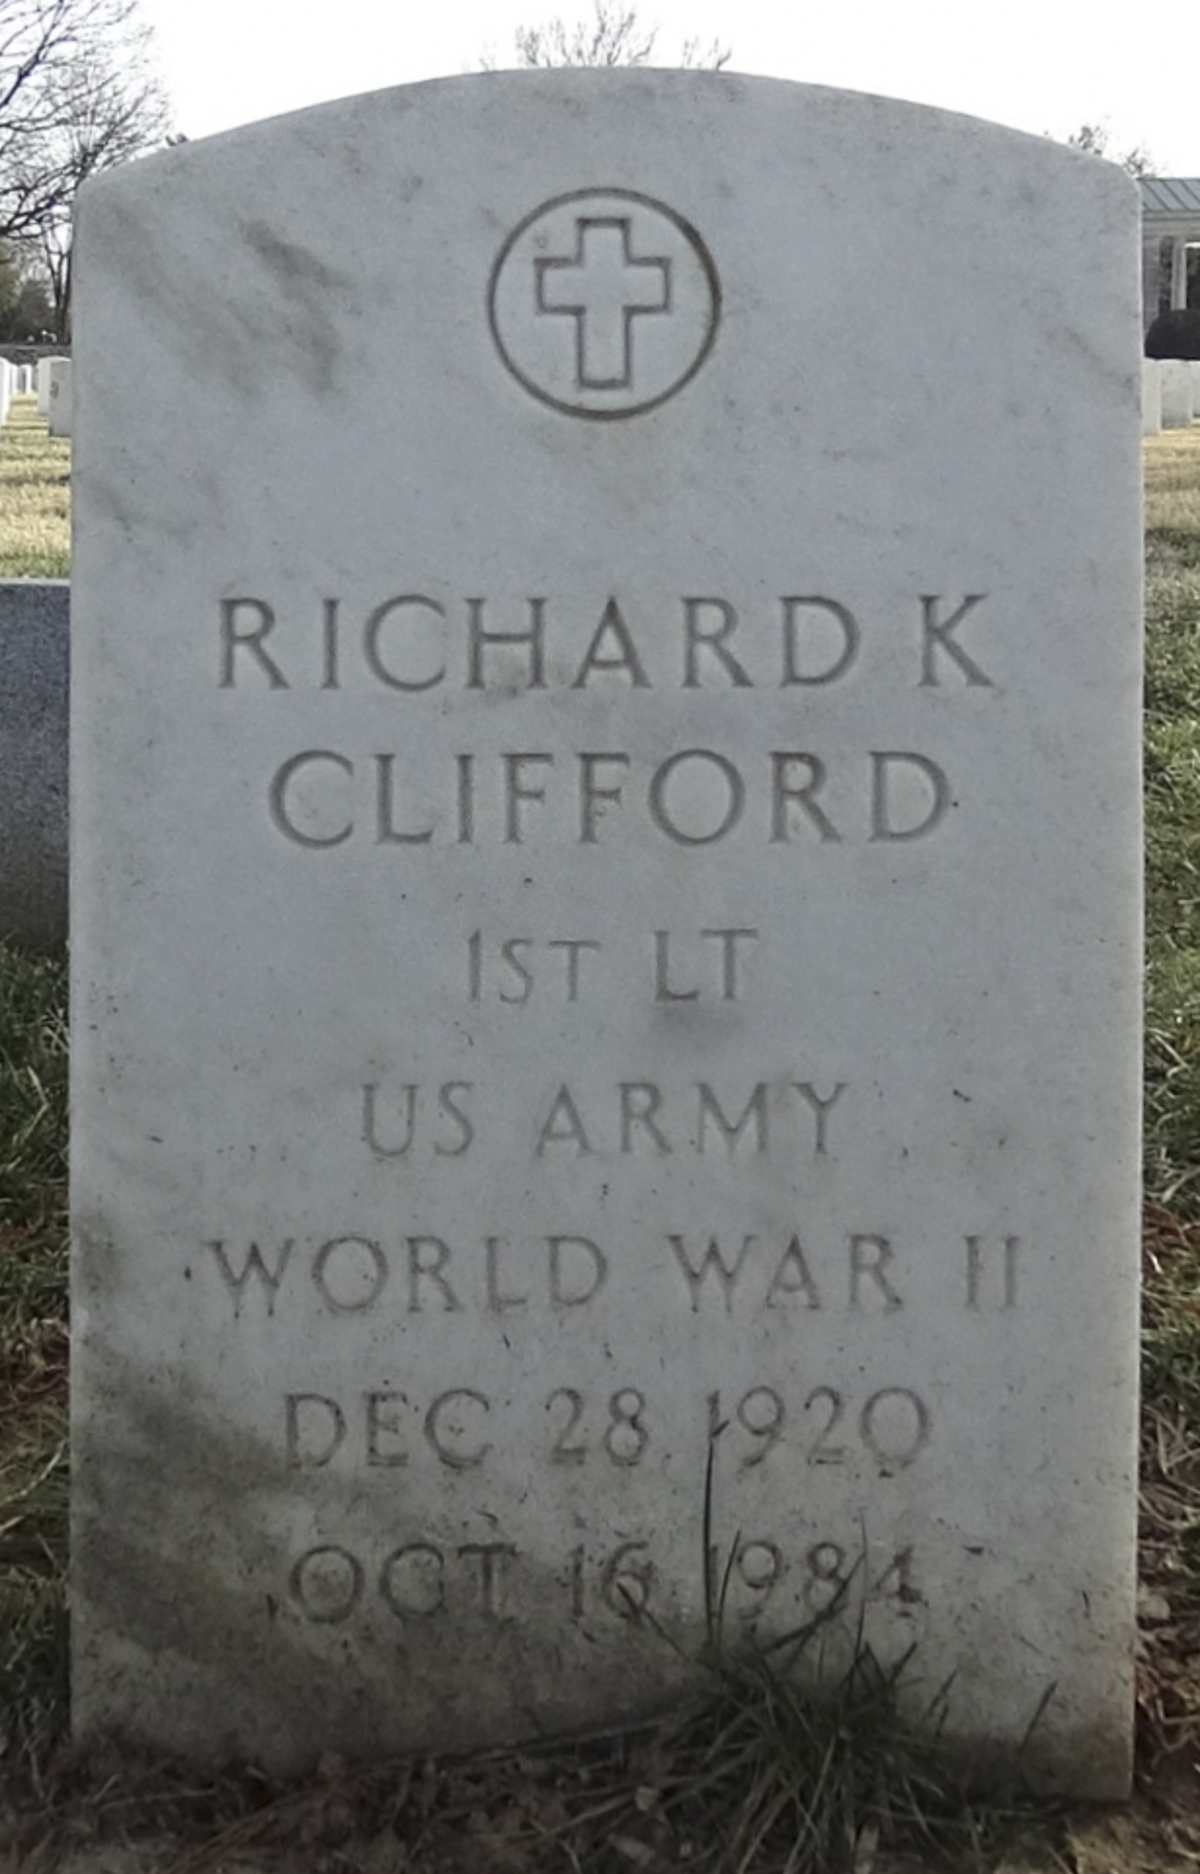 RICHARD K
CLIFFORD
1ST LT
US ARMY
WORLD WAR II
DEC 28 1920
OCT 16 1984